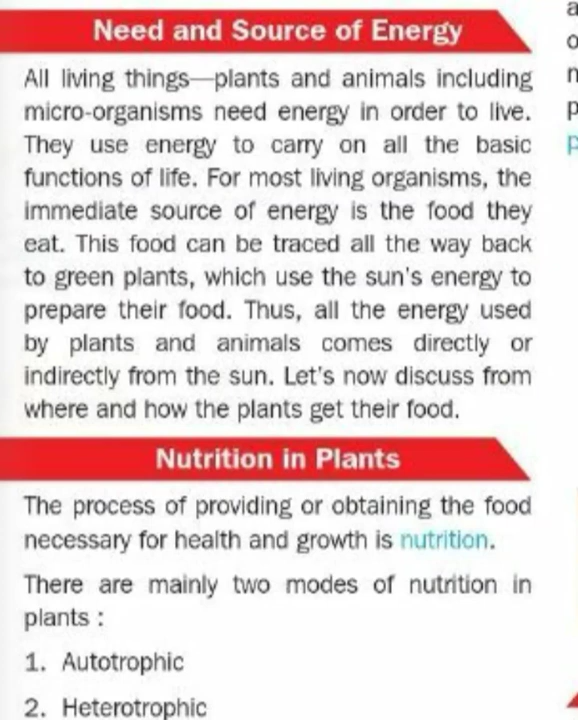 Need and Source of Energy
All living things—plants and animals including
micro-organisms need energy in order to live.
They use energy to carry on all the basic
functions of life. For most living organisms, the
immediate source of energy is the food they
eat. This food can be traced all the way back
to green plants, which use the sun's energy to
prepare their food. Thus, all the energy used
by plants and animals comes directly or
indirectly from the sun. Let's now discuss from
where and how the plants get their food.
Nutrition in Plants
The process of providing or obtaining the food
necessary for health and growth is nutrition.
There are mainly two modes of nutrition in
plants :
1. Autotrophic
2. Heterotrophic